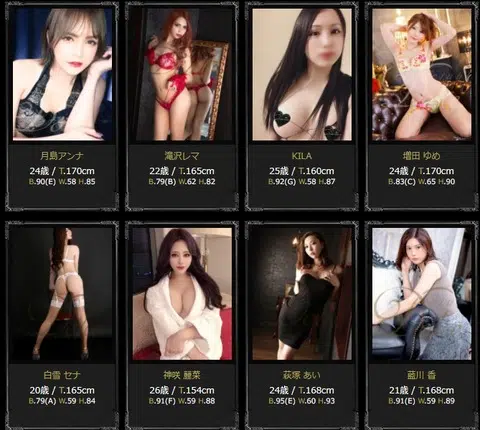 月島アンナ
24歳 / T.170cm
B.90(E) W.58 H.85
滝沢レマ
22歳 / T.165cm
B.79(B) W.62 H.82
KILA
25歳 / T.160cm
B.92(G) W.58 H.87
増田 ゆめ
24歳 / T.170cm
B.83(C) W.65 H.90
白雪 セナ
20歳 / T.165cm
B.79(A) W.59 H.84
神咲 麗菜
26歳 / T.154cm
B.91(F) W.59 H.88
萩塚 あい
24歳 / T.168cm
B.95(E) W.60 H.93
香
21歳 / T.168cm
B.91(E) W.59 H.89